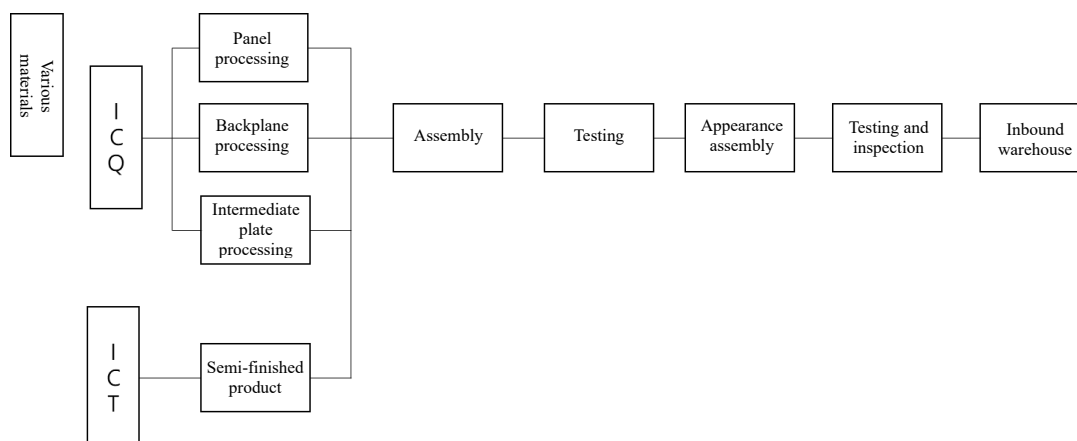 Various
materials
I
C
Q
Panel
processing
Backplane
processing
Intermediate
plate
processing
Assembly
Testing
Appearance
assembly
Testing and
inspection
Inbound
warehouse
I
C
T
Semi-finished
product